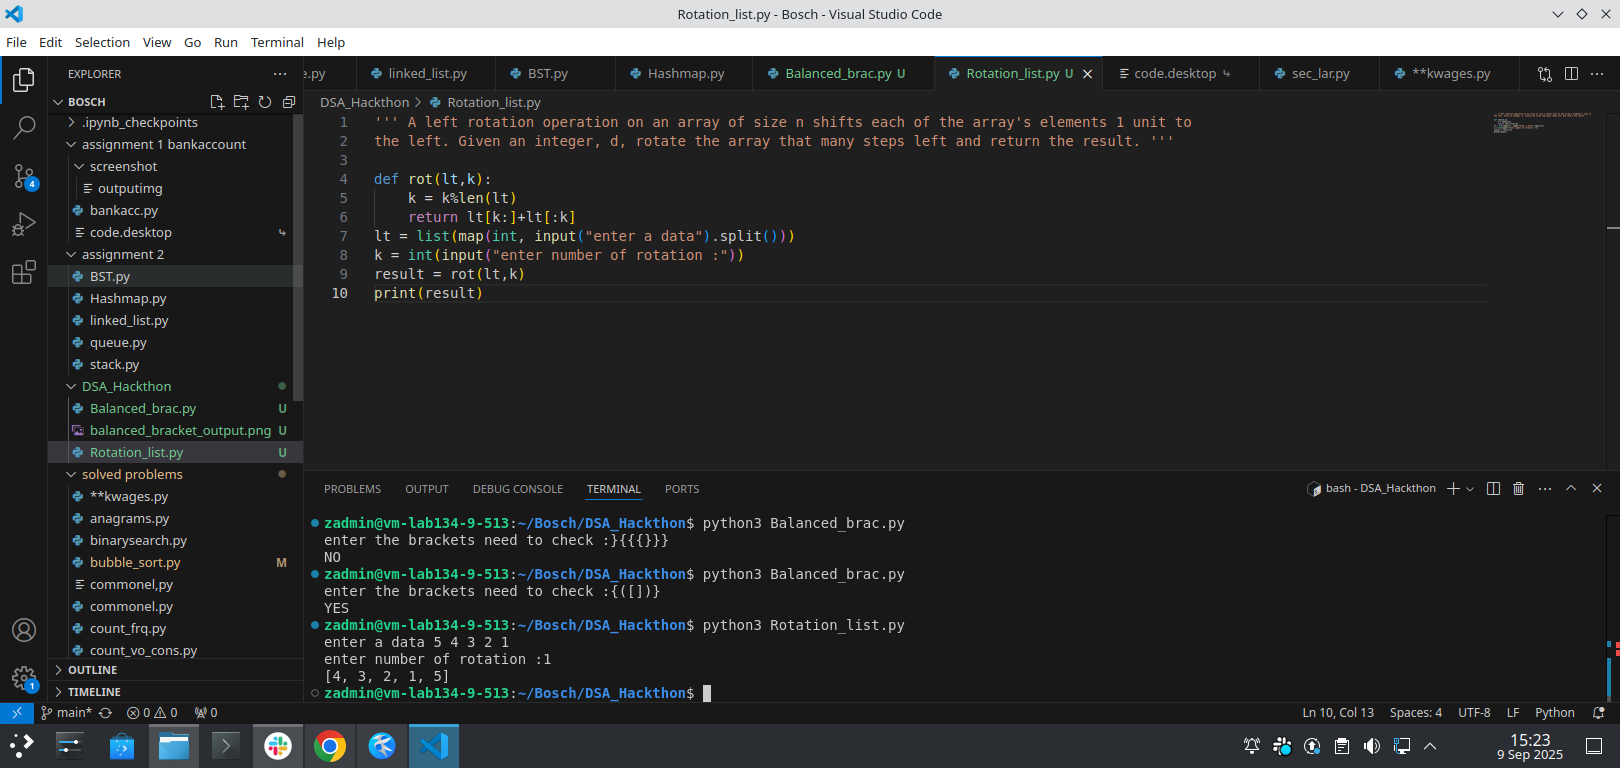 Rotation_list.py - Bosch - Visual Studio Code
File Edit Selection View Go Run Terminal Help
EXPLORER
BOSCH
.ipynb_checkpoints
assignment 1 bankaccount
screenshot
outputimg
bankacc.py
code.desktop
assignment 2
BST.py
Hashmap.py
linked_list.py
queue.py
stack.py
DSA_Hackthon
Balanced_brac.py U
balanced_bracket_output.png U
Rotation_list.py U
solved problems
**kwages.py
anagrams.py
binarysearch.py
bubble_sort.py M
commonel,py
commonel.py
count_frq.py
count_vo_cons.py
OUTLINE
TIMELINE
4
1
e.py linked_list.py BST.py Hashmap.py Balanced_brac.py U Rotation_list.py U code.desktop sec_lar.py **kwages.py
DSA_Hackthon > Rotation_list.py
1 ''' A left rotation operation on an array of size n shifts each of the array's elements 1 unit to
2 the left. Given an integer, d, rotate the array that many steps left and return the result. '''
3
4 def rot(lt,k):
5     k = k%len(lt)
6     return lt[k:]+lt[:k]
7 lt = list(map(int, input("enter a data").split()))
8 k = int(input("enter number of rotation :"))
9 result = rot(lt,k)
10 print(result)
PROBLEMS OUTPUT DEBUG CONSOLE TERMINAL PORTS
bash - DSA_Hackthon
zadmin@vm-lab134-9-513:~/Bosch/DSA_Hackthon$ python3 Balanced_brac.py
enter the brackets need to check :}{{{}}}
NO
zadmin@vm-lab134-9-513:~/Bosch/DSA_Hackthon$ python3 Balanced_brac.py
enter the brackets need to check :{([])}
YES
zadmin@vm-lab134-9-513:~/Bosch/DSA_Hackthon$ python3 Rotation_list.py
enter a data 5 4 3 2 1
enter number of rotation :1
[4, 3, 2, 1, 5]
zadmin@vm-lab134-9-513:~/Bosch/DSA_Hackthon$
main* 0 0 0 Ln 10, Col 13 Spaces: 4 UTF-8 LF Python
15:23
9 Sep 2025